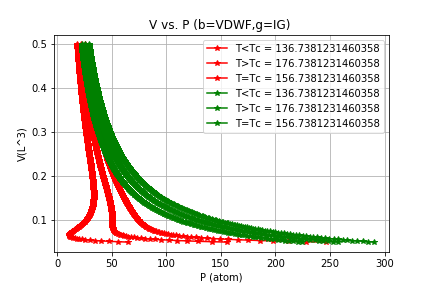 V vs. P (b=VDWF,g=IG)
T<Tc = 136.7381231460358
T>Tc = 176.7381231460358
T=Tc = 156.7381231460358
T<Tc = 136.7381231460358
T>Tc = 176.7381231460358
T=Tc = 156.7381231460358
V(L^3)
0.5
0.4
0.3
0.2
0.1
0 50 100 150 200 250 300
P (atom)